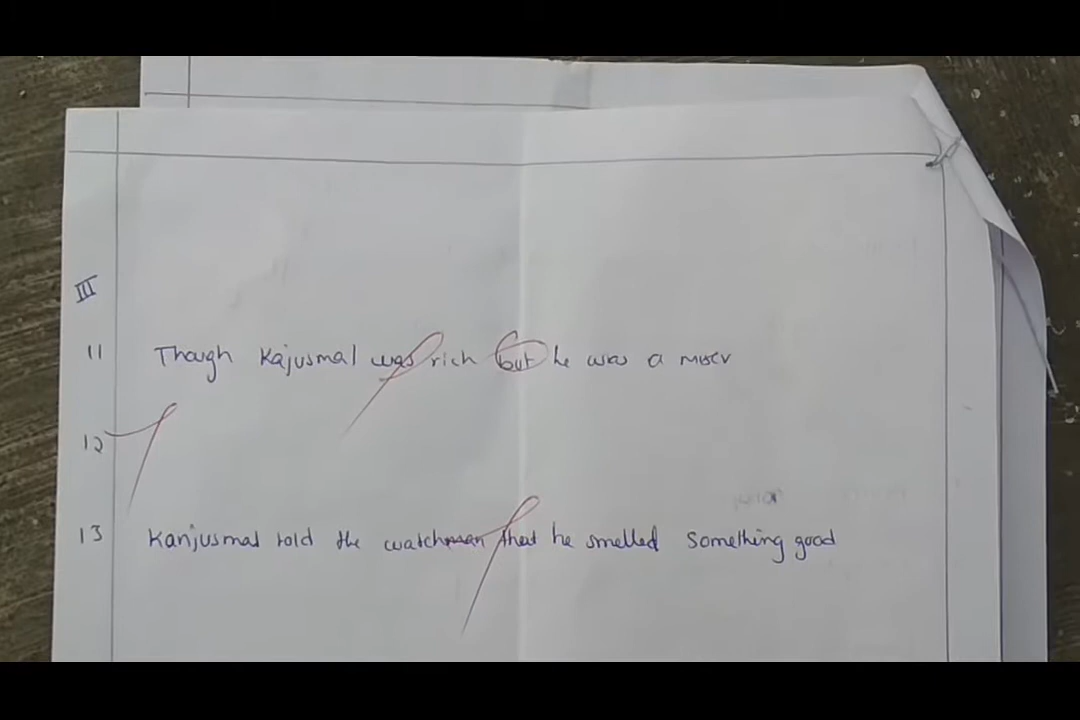 III
11 Though Kajusmal was rich but he was a miser
12
13 Kanjusmal told the watchman that he smelled something good